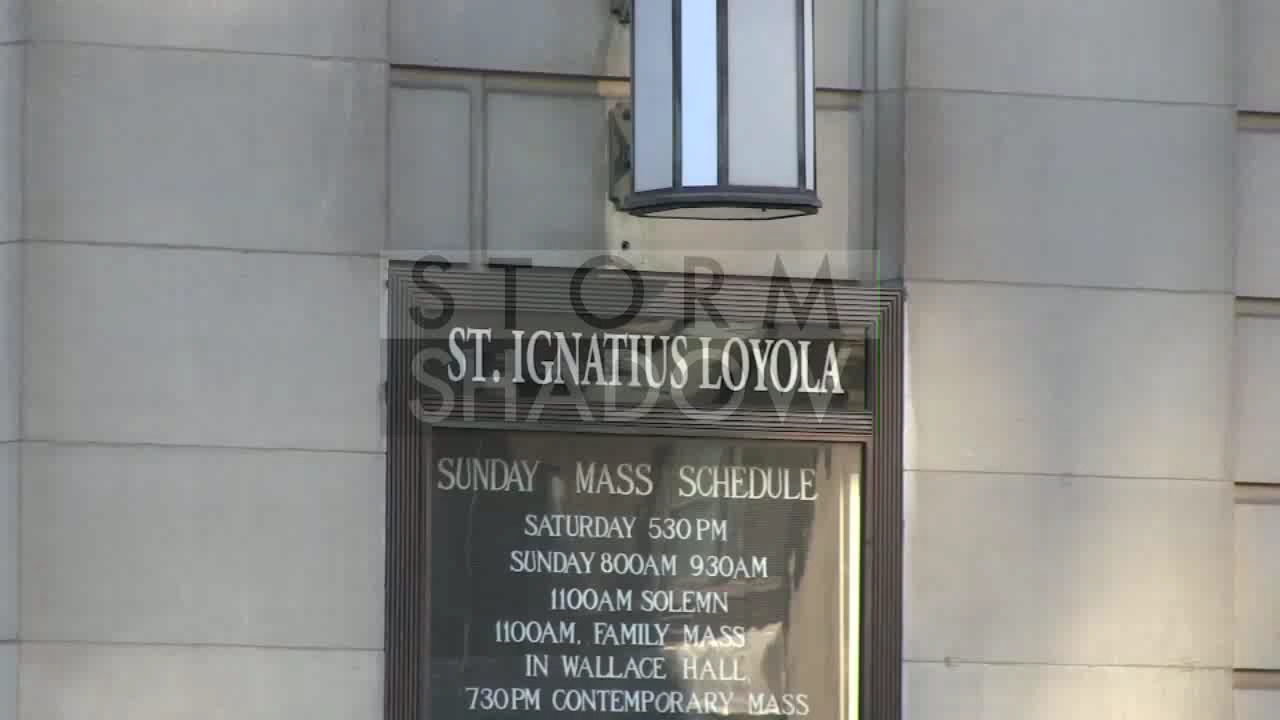 STORM
SHADOW
ST. IGNATIUS LOYOLA
SUNDAY MASS SCHEDULE
SATURDAY 530 PM
SUNDAY 800AM 930AM
1100AM SOLEMN
1100AM. FAMILY MASS
IN WALLACE HALL
730PM CONTEMPORARY MASS